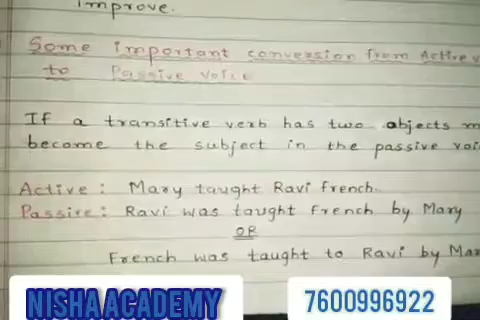 improve.
Some important conversion from Active
to Passive Voice
If a transitive verb has two objects
become the subject in the passive
Active : Mary taught Ravi french.
Passive : Ravi was taught French by Mary
OR
French was taught to Ravi by
NISHA ACADEMY
7600996922